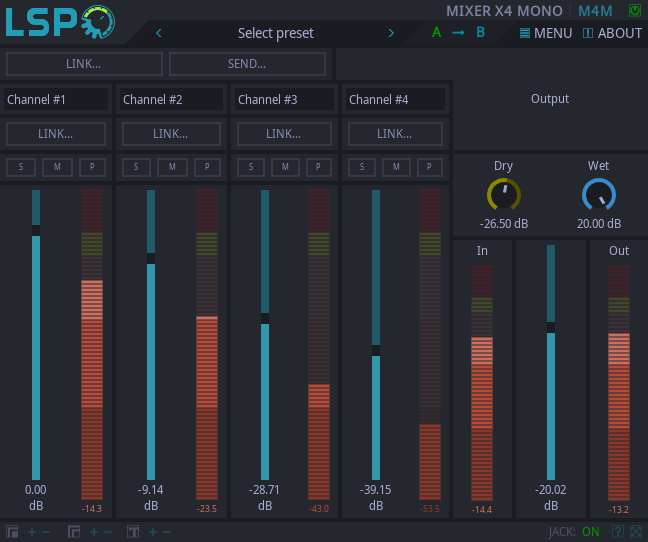 LSP
MIXER X4 MONO M4M
Select preset
A → B
MENU
ABOUT
LINK...
SEND...
Channel #1
Channel #2
Channel #3
Channel #4
Output
LINK...
LINK...
LINK...
LINK...
S M P
S M P
S M P
S M P
Dry
Wet
-26.50 dB
20.00 dB
In
Out
0.00
dB
-14.3
-9.14
dB
-23.5
-28.71
dB
-43.0
-39.15
dB
-53.5
-14.4
-20.02
dB
-13.2
JACK: ON